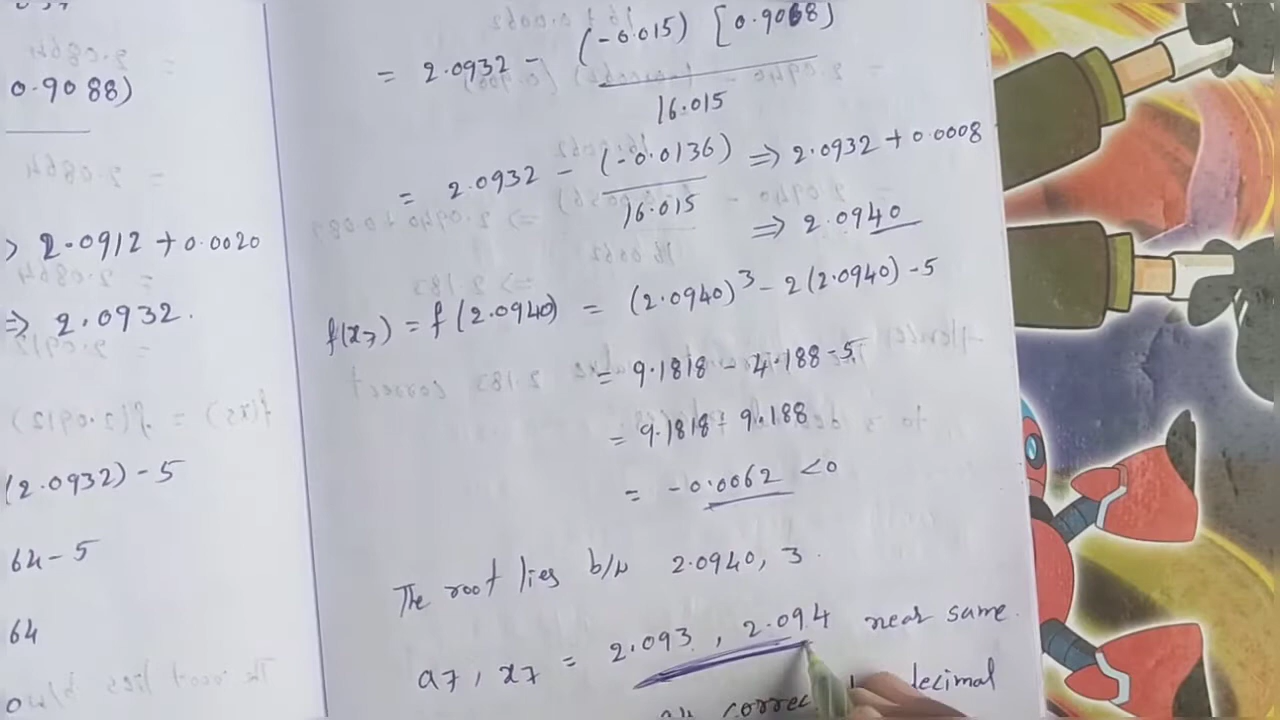 0.9088)
⇒ 2.0912 + 0.0020
⇒ 2.0932.
(2.0932) - 5
64 - 5
64
= 2.0932 - (-0.015) [0.9068]
16.015
= 2.0932 - (-0.0136) ⇒ 2.0932 + 0.0008
16.015
⇒ 2.0940
f(x7) = f(2.0940) = (2.0940)³ - 2(2.0940) - 5
= 9.1818 - 4.188 - 5
= 9.1818 - 9.188
= -0.0062 < 0
The root lies b/w 2.0940, 3.
a7, x7 = 2.093, 2.094 near same.
decimal